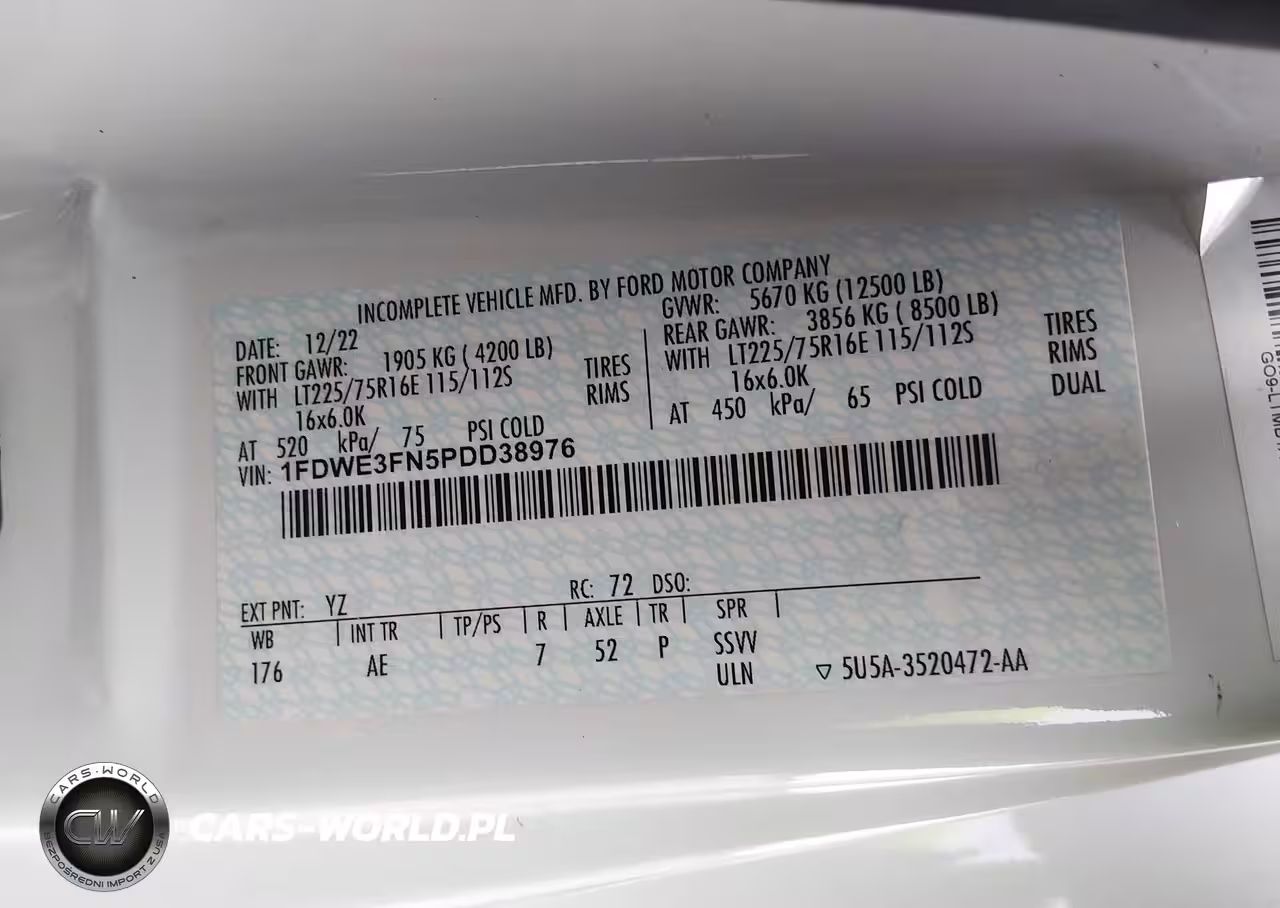 INCOMPLETE VEHICLE MFD. BY FORD MOTOR COMPANY
DATE: 12/22
GVWR: 5670 KG (12500 LB)
FRONT GAWR: 1905 KG ( 4200 LB)
REAR GAWR: 3856 KG ( 8500 LB)
WITH LT225/75R16E 115/112S TIRES
WITH LT225/75R16E 115/112S TIRES
16x6.0K RIMS
16x6.0K RIMS
AT 520 kPa/ 75 PSI COLD
AT 450 kPa/ 65 PSI COLD DUAL
VIN: 1FDWE3FN5PDD38976
EXT PNT: YZ RC: 72 DSO:
WB INT TR TP/PS R AXLE TR SPR
176 AE 7 52 P SSVV
ULN 5U5A-3520472-AA
CARS-WORLD
CW
BEZPOŚREDNI IMPORT Z USA
CARS-WORLD.PL